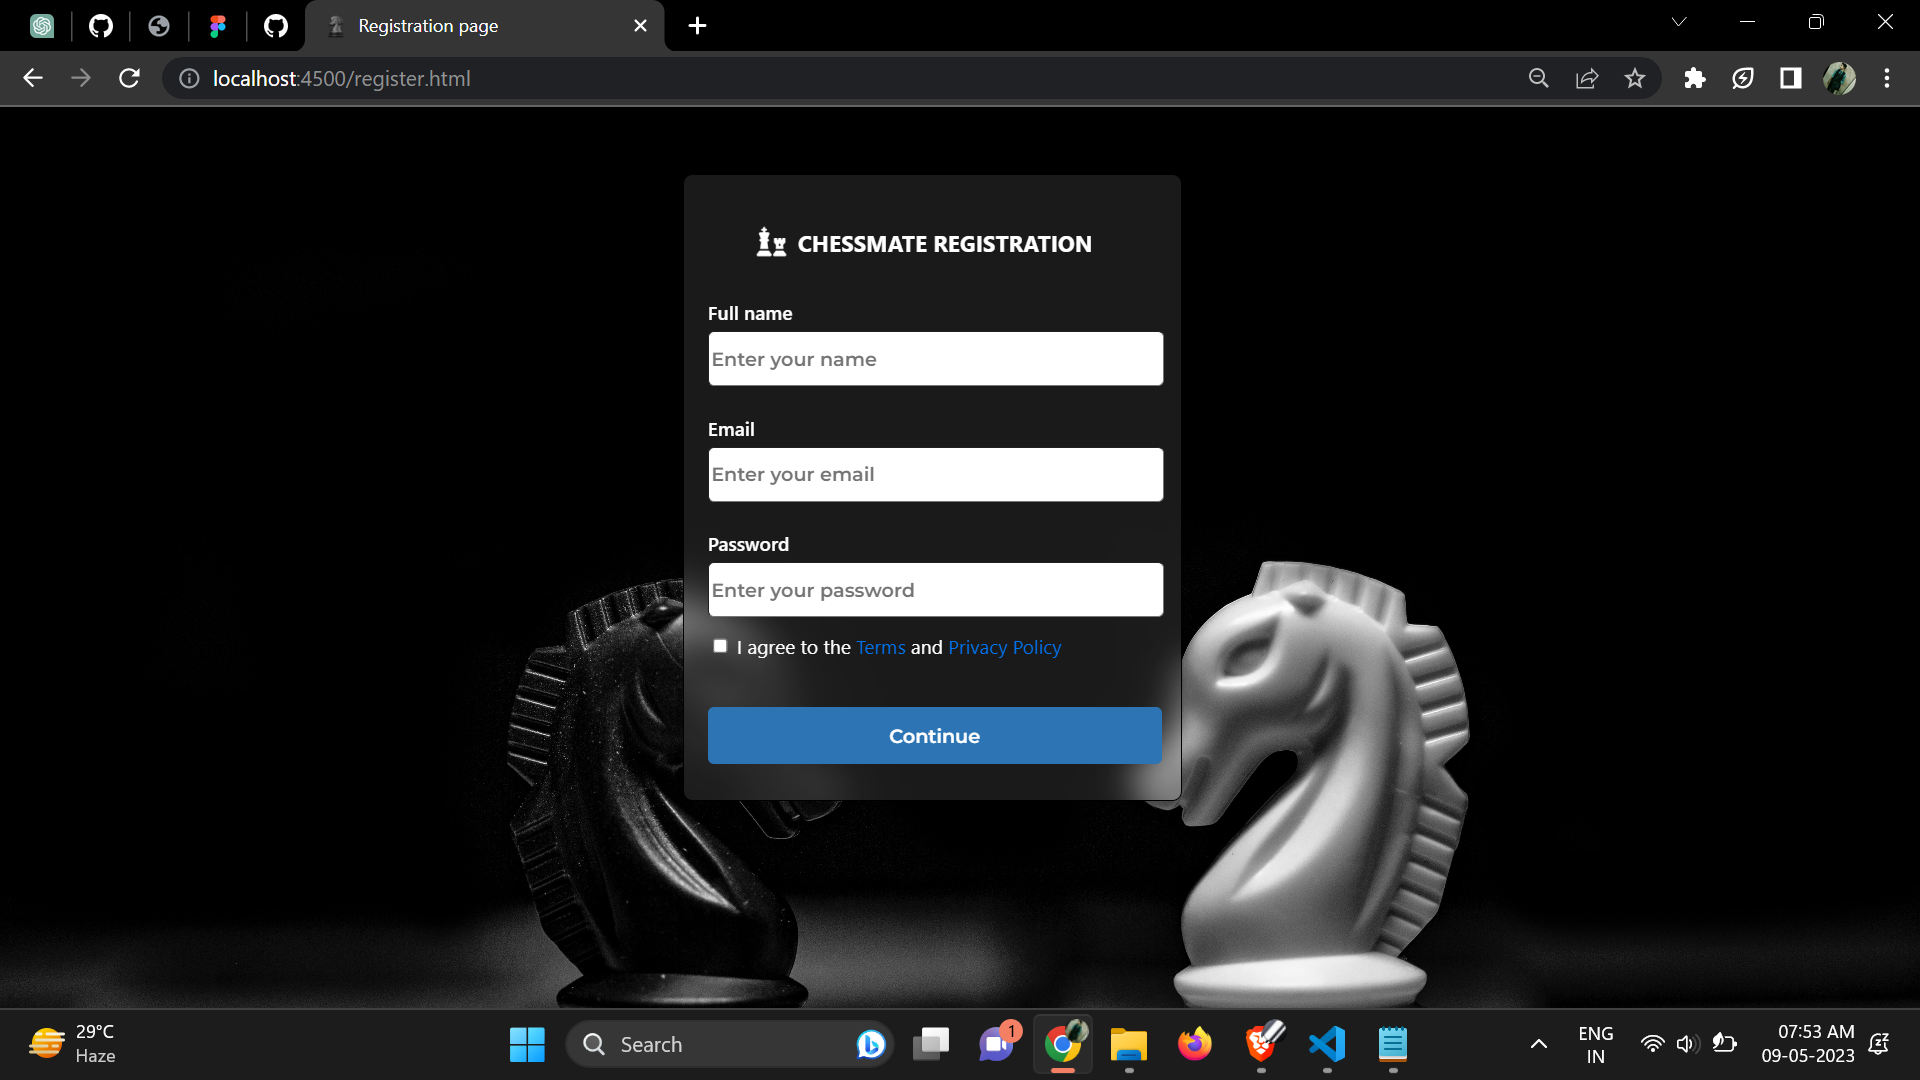 Registration page
localhost:4500/register.html
CHESSMATE REGISTRATION
Full name
Enter your name
Email
Enter your email
Password
Enter your password
I agree to the Terms and Privacy Policy
Continue
29°C
Haze
Search
1
ENG
IN
07:53 AM
09-05-2023